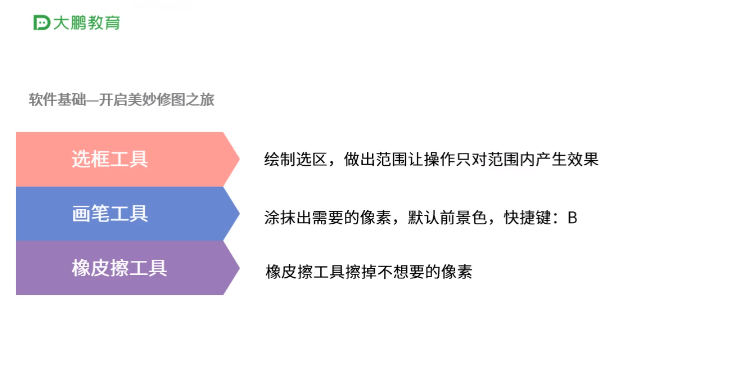 大鹏教育
软件基础—开启美妙修图之旅
选框工具
绘制选区，做出范围让操作只对范围内产生效果
画笔工具
涂抹出需要的像素，默认前景色，快捷键：B
橡皮擦工具
橡皮擦工具擦掉不想要的像素